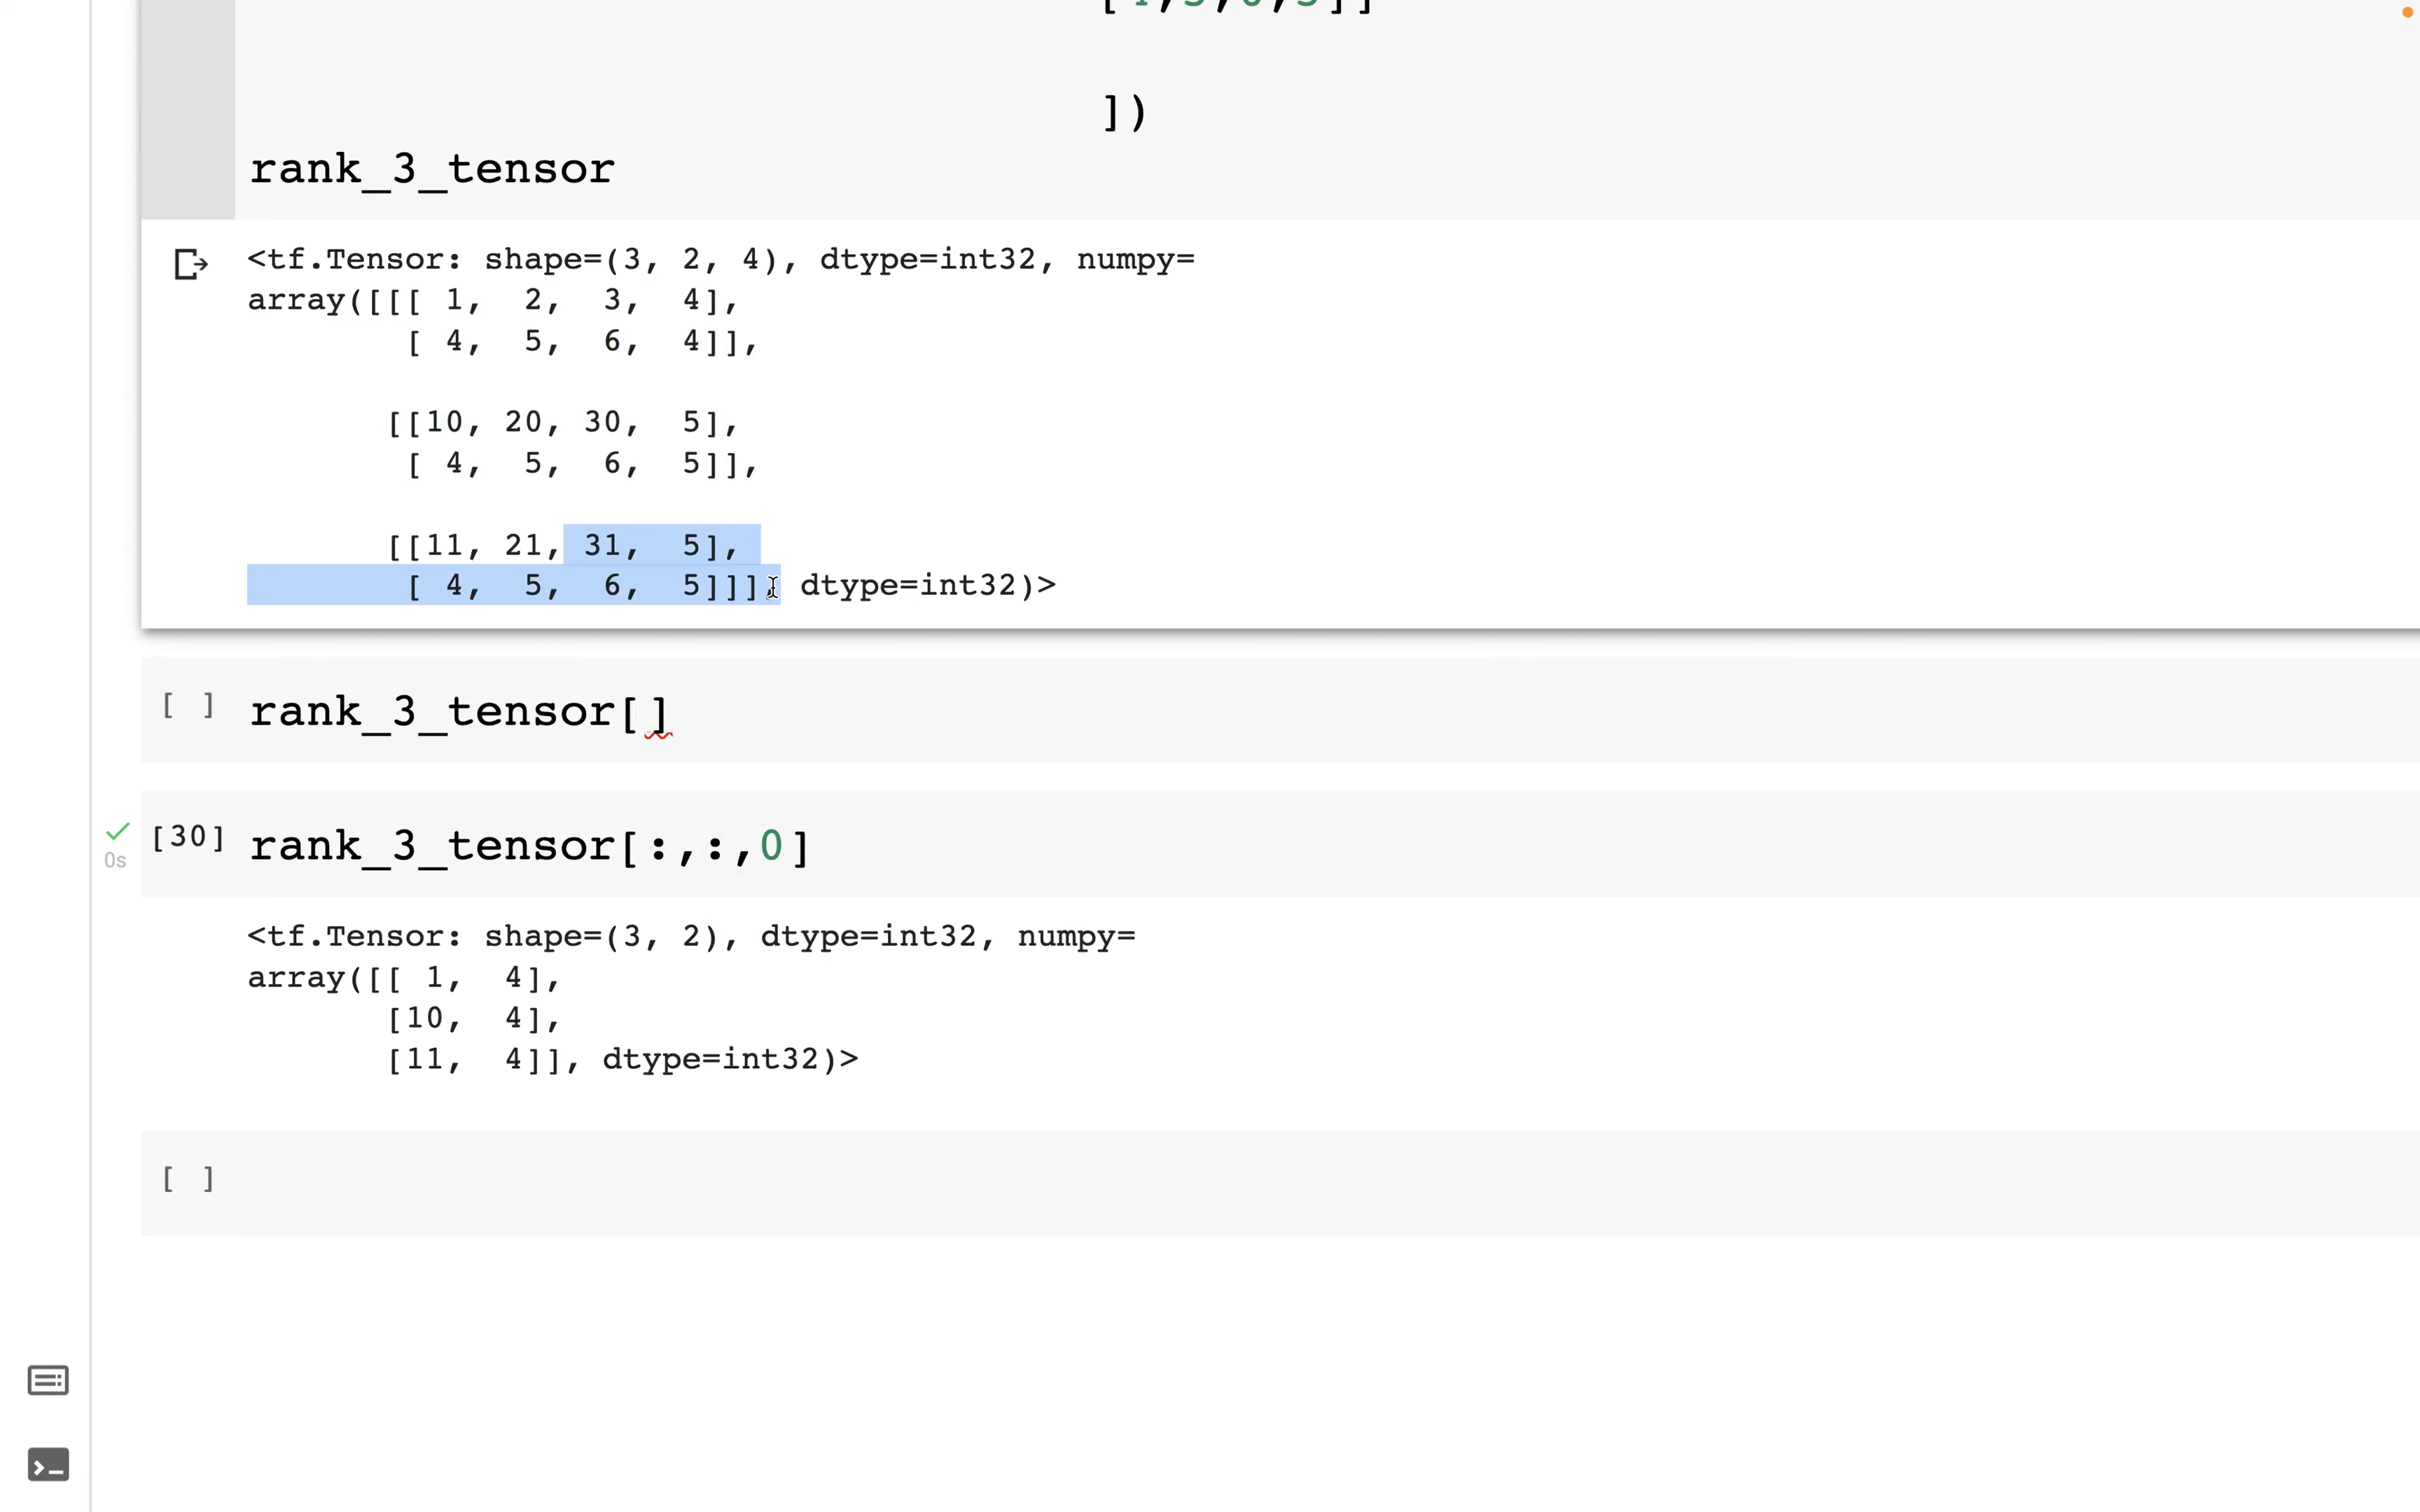 ])
rank_3_tensor
<tf.Tensor: shape=(3, 2, 4), dtype=int32, numpy=
array([[[ 1,  2,  3,  4],
        [ 4,  5,  6,  4]],
       [[10, 20, 30,  5],
        [ 4,  5,  6,  5]],
       [[11, 21, 31,  5],
        [ 4,  5,  6,  5]]], dtype=int32)>
[ ] rank_3_tensor[]
[30] rank_3_tensor[:,:,0]
0s
<tf.Tensor: shape=(3, 2), dtype=int32, numpy=
array([[ 1,  4],
       [10,  4],
       [11,  4]], dtype=int32)>
[ ]